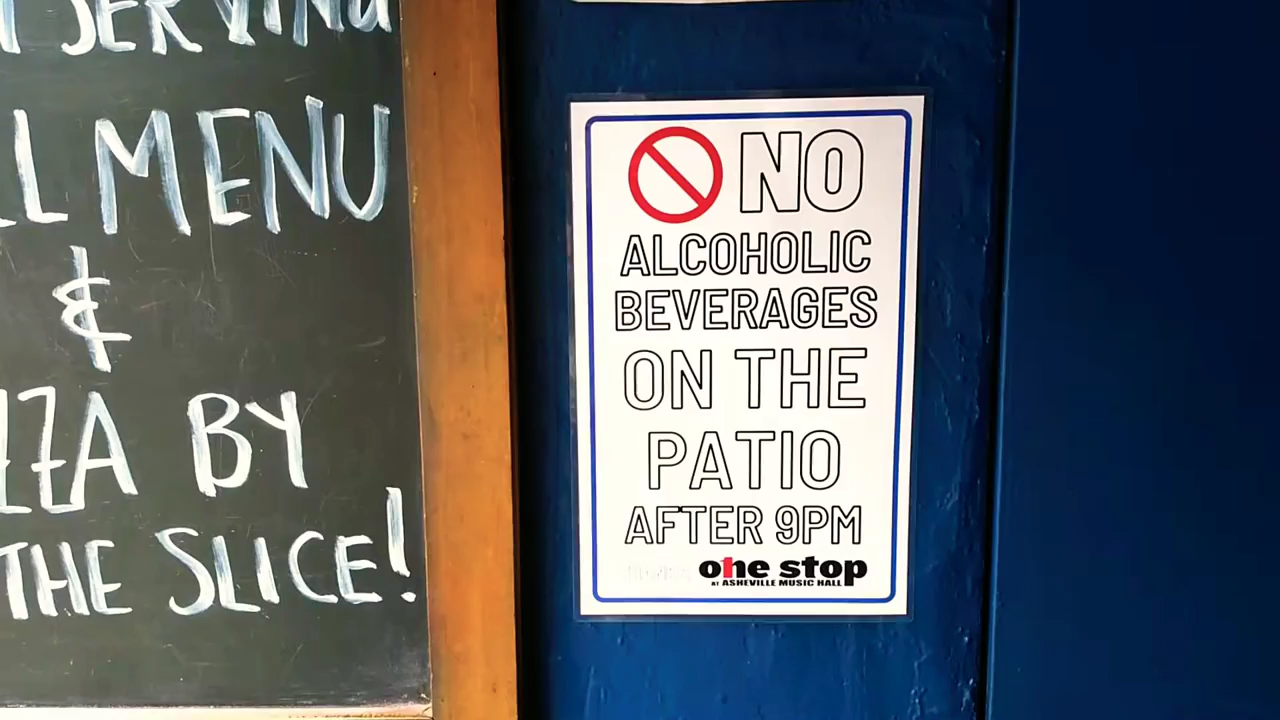 SERVING
MENU
&
BY
THE SLICE!
NO
ALCOHOLIC
BEVERAGES
ON THE
PATIO
AFTER 9PM
one stop
AT ASHEVILLE MUSIC HALL